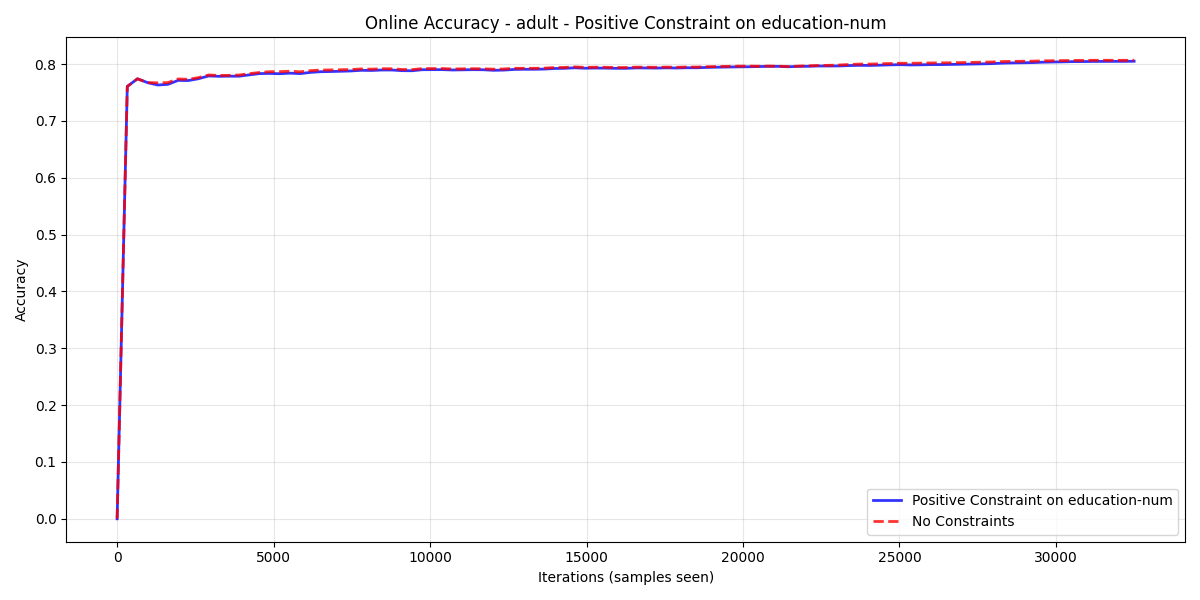 Online Accuracy - adult - Positive Constraint on education-num
Accuracy
0.8
0.7
0.6
0.5
0.4
0.3
0.2
0.1
0.0
Positive Constraint on education-num
No Constraints
0 5000 10000 15000 20000 25000 30000
Iterations (samples seen)